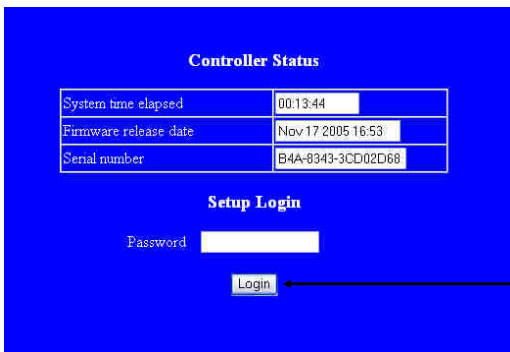 Controller Status
System time elapsed 00:13:44
Firmware release date Nov 17 2005 16:53
Serial number B4A-8343-3CD02D68
Setup Login
Password
Login